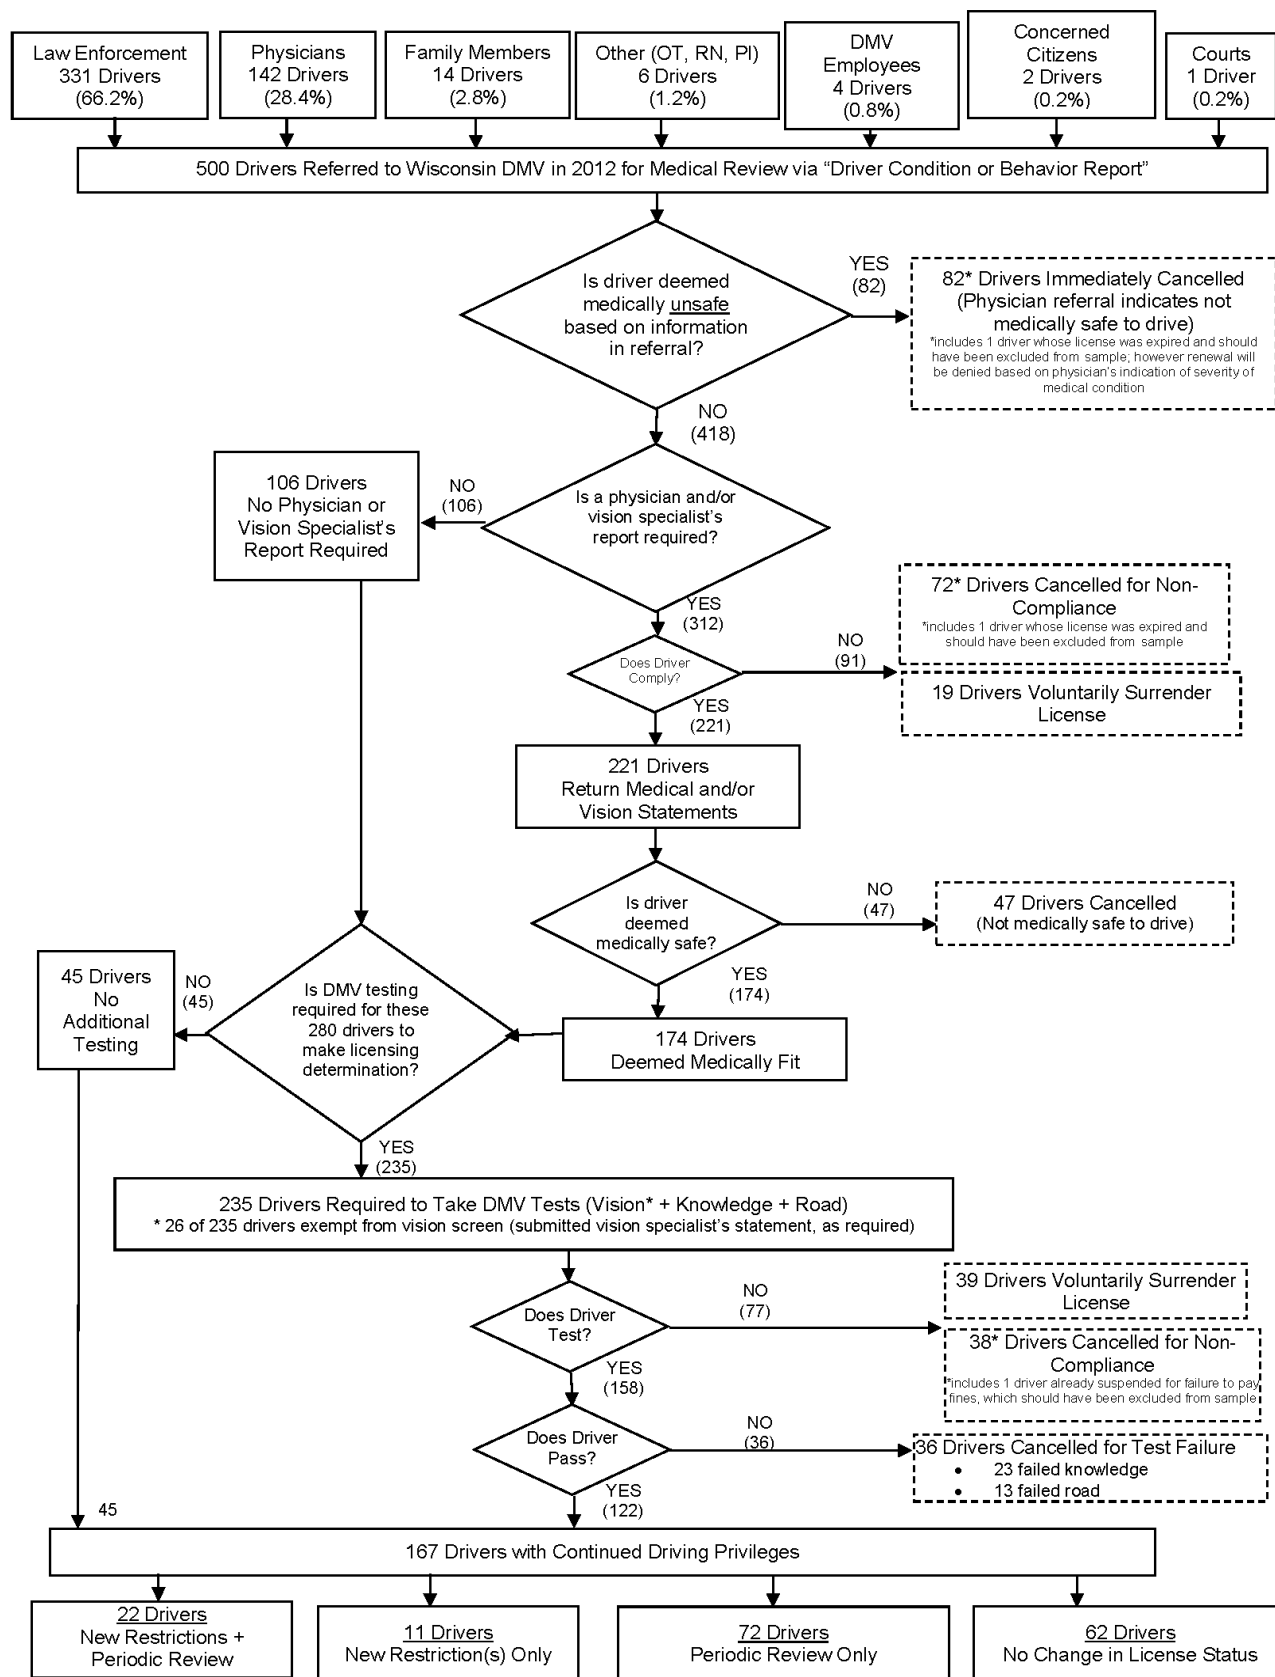 Law Enforcement
331 Drivers
(66.2%)
Physicians
142 Drivers
(28.4%)
Family Members
14 Drivers
(2.8%)
Other (OT, RN, PI)
6 Drivers
(1.2%)
DMV
Employees
4 Drivers
(0.8%)
Concerned
Citizens
2 Drivers
(0.2%)
Courts
1 Driver
(0.2%)
500 Drivers Referred to Wisconsin DMV in 2012 for Medical Review via “Driver Condition or Behavior Report”
Is driver deemed
medically unsafe
based on information
in referral?
YES
(82)
82* Drivers Immediately Cancelled
(Physician referral indicates not
medically safe to drive)
*includes 1 driver whose license was expired and should
have been excluded from sample; however renewal will
be denied based on physician’s indication of severity of
medical condition
NO
(418)
Is a physician and/or
vision specialist’s
report required?
NO
(106)
106 Drivers
No Physician or
Vision Specialist’s
Report Required
YES
(312)
Does Driver
Comply?
NO
(91)
72* Drivers Cancelled for Non-
Compliance
*includes 1 driver whose license was expired and
should have been excluded from sample
19 Drivers Voluntarily Surrender
License
YES
(221)
221 Drivers
Return Medical and/or
Vision Statements
Is driver
deemed
medically safe?
NO
(47)
47 Drivers Cancelled
(Not medically safe to drive)
YES
(174)
174 Drivers
Deemed Medically Fit
Is DMV testing
required for these
280 drivers to
make licensing
determination?
NO
(45)
45 Drivers
No
Additional
Testing
YES
(235)
235 Drivers Required to Take DMV Tests (Vision* + Knowledge + Road)
* 26 of 235 drivers exempt from vision screen (submitted vision specialist’s statement, as required)
Does Driver
Test?
NO
(77)
39 Drivers Voluntarily Surrender
License
38* Drivers Cancelled for Non-
Compliance
*includes 1 driver already suspended for failure to pay
fines, which should have been excluded from sample
YES
(158)
Does Driver
Pass?
NO
(36)
36 Drivers Cancelled for Test Failure
• 23 failed knowledge
• 13 failed road
YES
(122)
45
167 Drivers with Continued Driving Privileges
22 Drivers
New Restrictions +
Periodic Review
11 Drivers
New Restriction(s) Only
72 Drivers
Periodic Review Only
62 Drivers
No Change in License Status